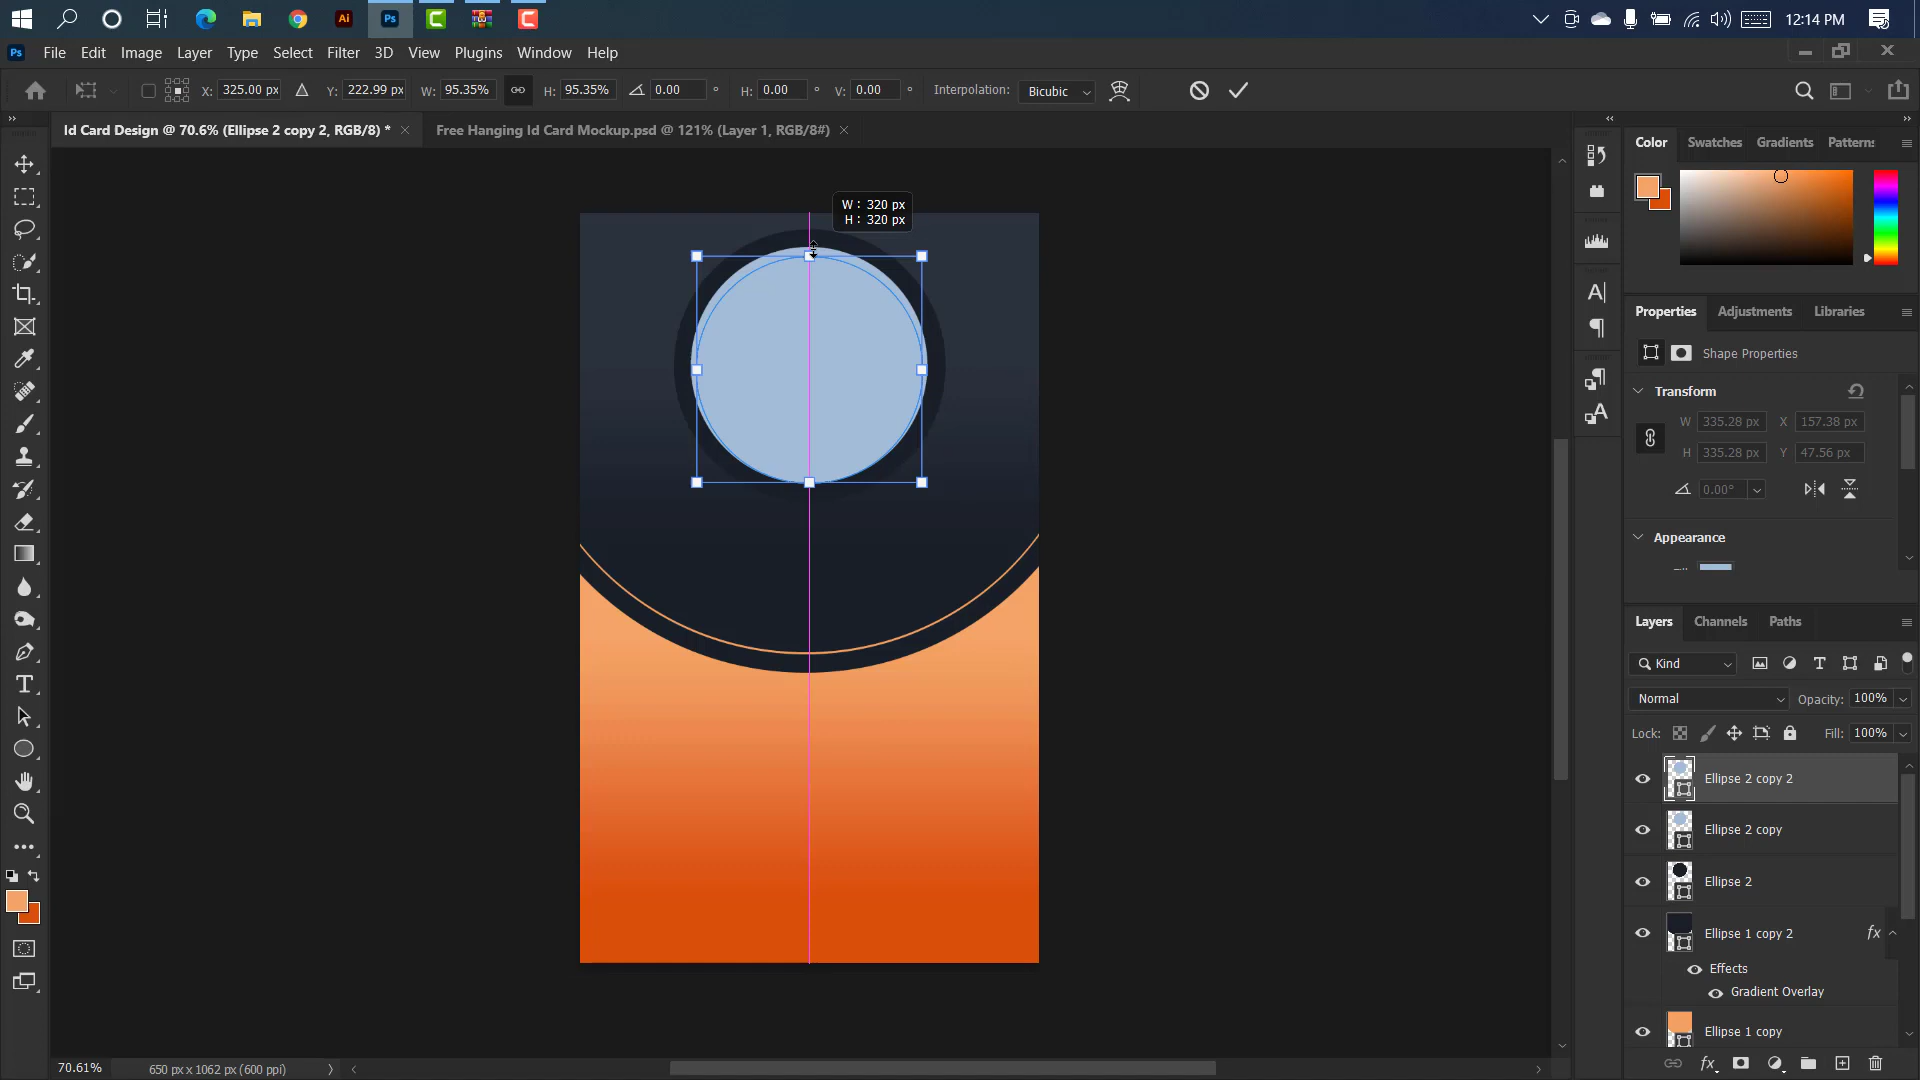 Ai
Ps
12:14 PM
Ps
File
Edit
Image
Layer
Type
Select
Filter
3D
View
Plugins
Window
Help
X: 325.00 px
Y: 222.99 px
W: 95.35%
H: 95.35%
0.00 °
H: 0.00 °
V: 0.00 °
Interpolation: Bicubic
Id Card Design @ 70.6% (Ellipse 2 copy 2, RGB/8) *
Free Hanging Id Card Mockup.psd @ 121% (Layer 1, RGB/8#)
W : 320 px
H : 320 px
Color
Swatches
Gradients
Patterns
Properties
Adjustments
Libraries
Shape Properties
Transform
W 335.28 px X 157.38 px
H 335.28 px Y 47.56 px
0.00°
Appearance
Layers
Channels
Paths
Kind
Normal
Opacity: 100%
Lock:
Fill: 100%
Ellipse 2 copy 2
Ellipse 2 copy
Ellipse 2
Ellipse 1 copy 2
fx
Effects
Gradient Overlay
Ellipse 1 copy
fx
70.61%
650 px x 1062 px (600 ppi)